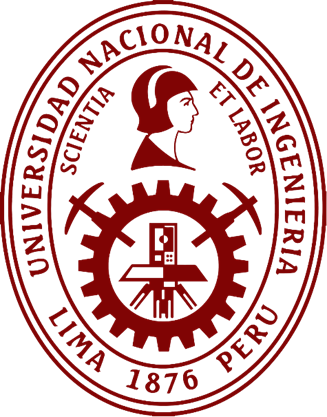 UNIVERSIDAD NACIONAL DE INGENIERIA
SCIENTIA ET LABOR
LIMA 1876 PERU